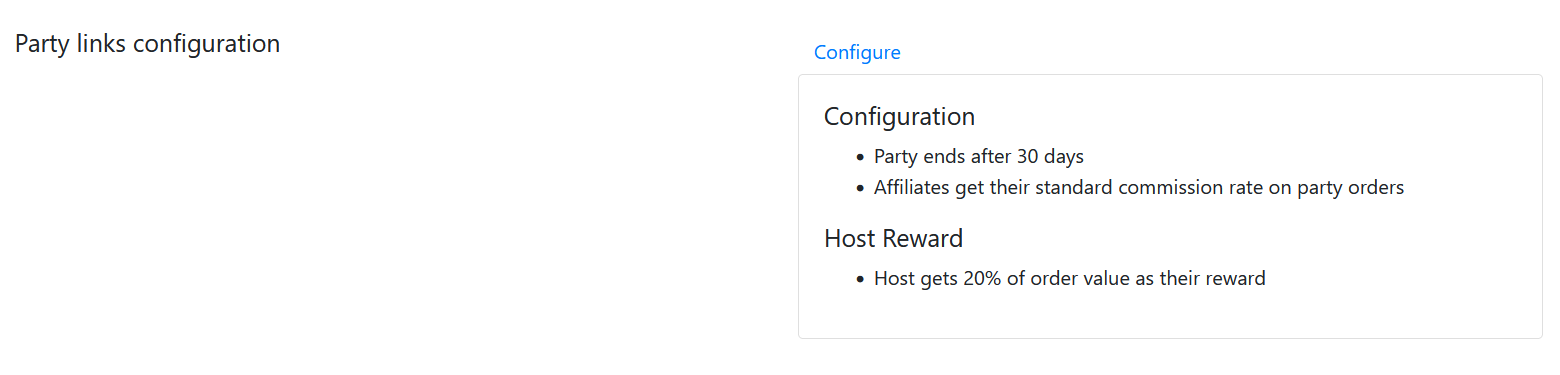 Party links configuration
Configure
Configuration
• Party ends after 30 days
• Affiliates get their standard commission rate on party orders
Host Reward
• Host gets 20% of order value as their reward